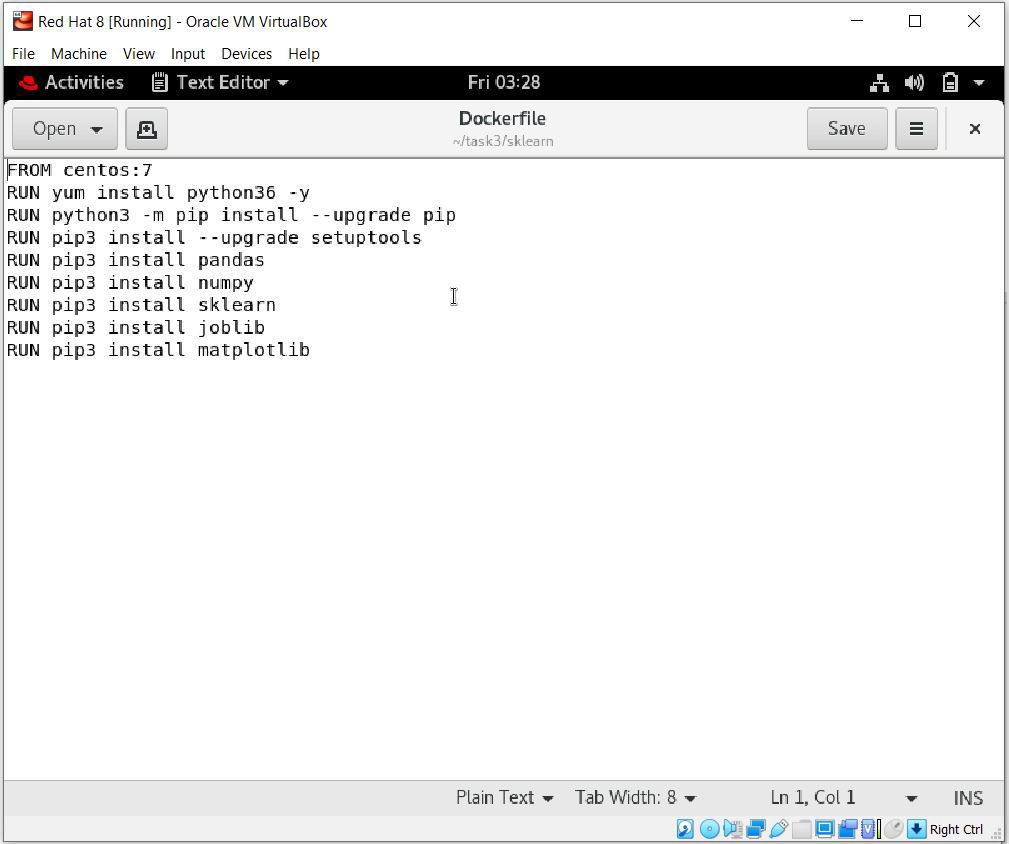 Red Hat 8 [Running] - Oracle VM VirtualBox
File Machine View Input Devices Help
Activities Text Editor Fri 03:28
Open Dockerfile Save
~/task3/sklearn
FROM centos:7
RUN yum install python36 -y
RUN python3 -m pip install --upgrade pip
RUN pip3 install --upgrade setuptools
RUN pip3 install pandas
RUN pip3 install numpy
RUN pip3 install sklearn
RUN pip3 install joblib
RUN pip3 install matplotlib
Plain Text Tab Width: 8 Ln 1, Col 1 INS
Right Ctrl